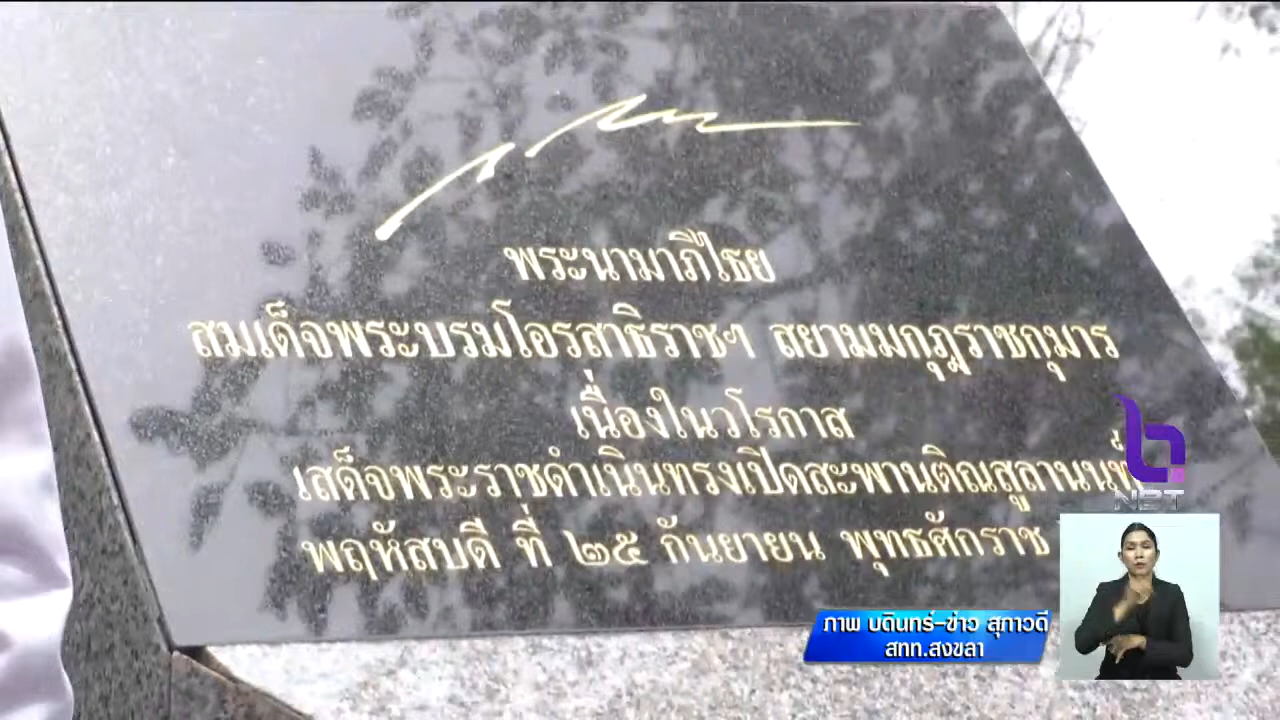 พระนามาภิไธย
สมเด็จพระบรมโอรสาธิราชฯ สยามมกุฎราชกุมาร
เนื่องในวโรกาส
เสด็จพระราชดำเนินทรงเปิดสะพานติณสูลานนท์
พฤหัสบดี ที่ ๒๕ กันยายน พุทธศักราช
NBT
ภาพ บดินทร์-ข่าว สุภาวดี
สทท.สงขลา